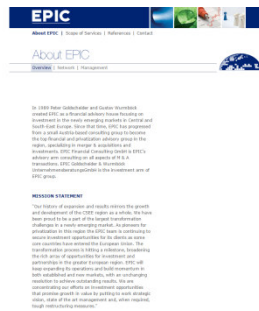 EPIC
About EPIC | Scope of Services | References | Contact
About EPIC
Overview | Network | Management
In 1989 Peter Goldscheider and Gustav Wurmböck
created EPIC as a financial advisory house focusing on
investment in the newly emerging markets in Central and
South-East Europe. Since that time, EPIC has progressed
from a small Austria based consulting group to become
the top financial and privatization advisory group in the
region, specializing in merger & acquisitions and
investments. EPIC Financial Consulting GmbH is EPIC's
advisory arm consulting on all aspects of M & A
transactions. EPIC Goldscheider & Wurmböck
UnternehmensberatungsGmbH is the investment arm of
EPIC group.
MISSION STATEMENT
"Our history of expansion and results mirrors the growth
and development of the CSEE region as a whole. We have
been proud to be a part of the largest transformation
challenges in a newly emerging market. As pioneers for
privatization in this region the EPIC team is continuing to
secure investment opportunities for its clients as some
core countries have entered the European Union. The
transformation process is hitting a milestone, broadening
the rich array of opportunities for investment and
partnerships in the greater European region. EPIC will
keep expanding its operations and build momentum in
both established and new markets, with an unchanging
resolution to achieve outstanding results. We are
concentrating our efforts on investment opportunities
that promise growth in value by putting to work strategic
vision, state of the art management and, when required,
tough restructuring measures."